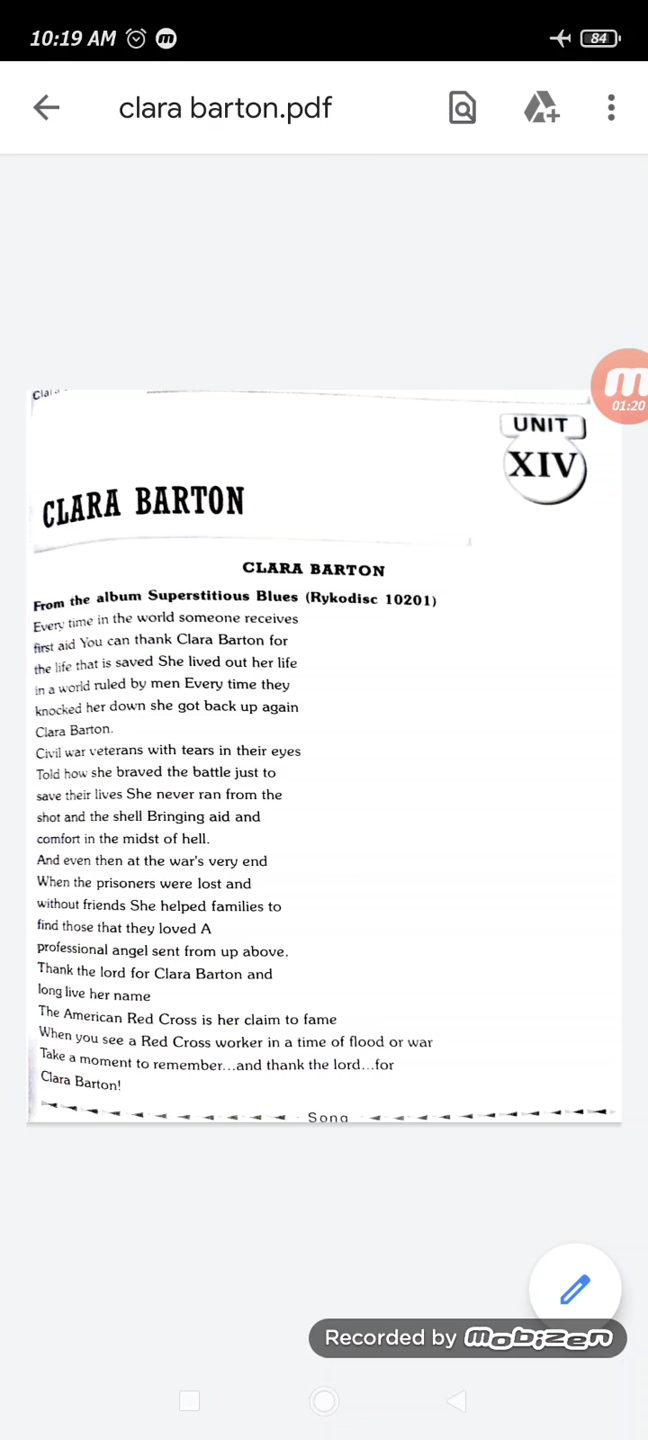 10:19 AM
84
clara barton.pdf
01:20
UNIT
XIV
CLARA BARTON
CLARA BARTON
From the album Superstitious Blues (Rykodisc 10201)
Every time in the world someone receives
first aid You can thank Clara Barton for
the life that is saved She lived out her life
in a world ruled by men Every time they
knocked her down she got back up again
Clara Barton.
Civil war veterans with tears in their eyes
Told how she braved the battle just to
save their lives She never ran from the
shot and the shell Bringing aid and
comfort in the midst of hell.
And even then at the war's very end
When the prisoners were lost and
without friends She helped families to
find those that they loved A
professional angel sent from up above.
Thank the lord for Clara Barton and
long live her name
The American Red Cross is her claim to fame
When you see a Red Cross worker in a time of flood or war
Take a moment to remember...and thank the lord...for
Clara Barton!
Song
Recorded by mobizen